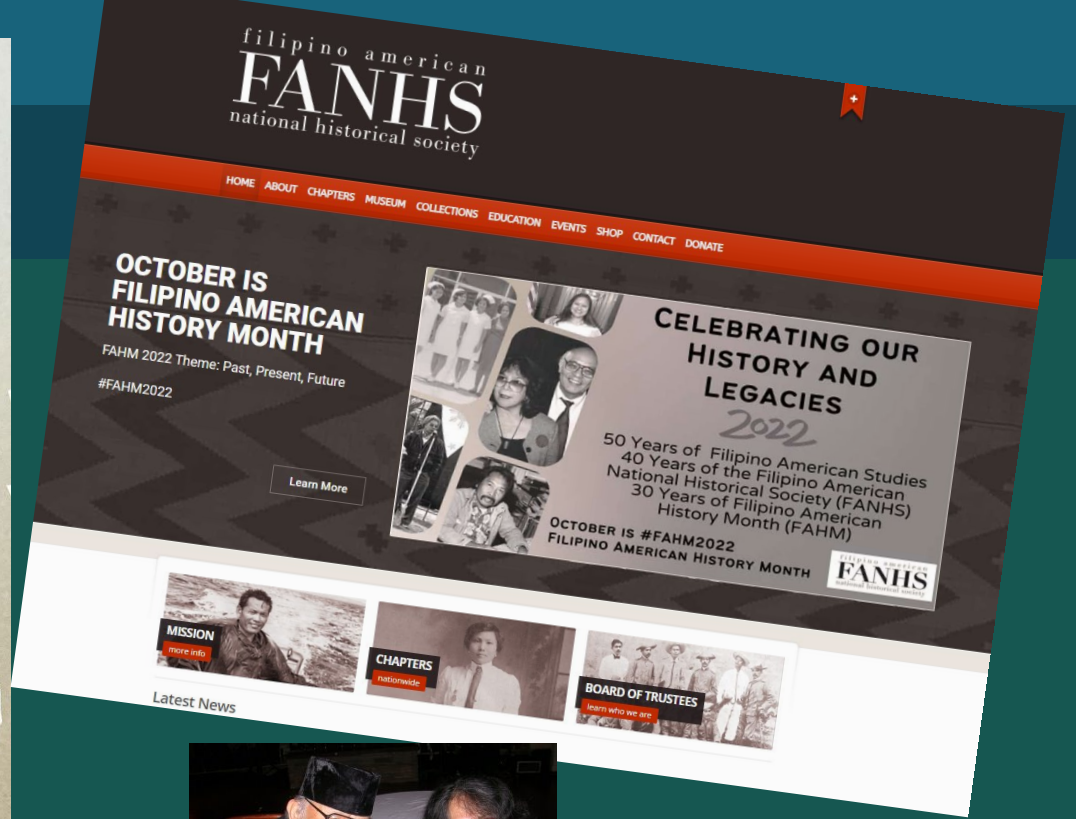 filipino american
FANHS
national historical society
+
HOME ABOUT CHAPTERS MUSEUM COLLECTIONS EDUCATION EVENTS SHOP CONTACT DONATE
OCTOBER IS
FILIPINO AMERICAN
HISTORY MONTH
FAHM 2022 Theme: Past, Present, Future
#FAHM2022
Learn More
CELEBRATING OUR
HISTORY AND
LEGACIES
2022
50 Years of Filipino American Studies
40 Years of the Filipino American
National Historical Society (FANHS)
30 Years of Filipino American
History Month (FAHM)
OCTOBER IS #FAHM2022
FILIPINO AMERICAN HISTORY MONTH
filipino american
FANHS
national historical society
MISSION
more info
CHAPTERS
nationwide
BOARD OF TRUSTEES
learn who we are
Latest News